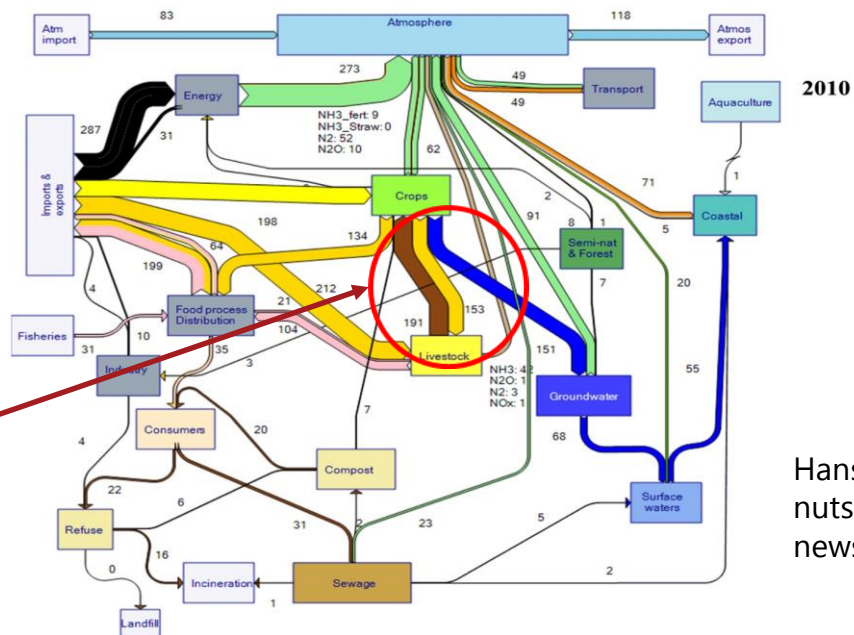 83
Atmosphere
118
Atm
import
Atmos
export
273
49
49
Transport
2010
Energy
Aquaculture
287
31
NH3_fert: 9
NH3_Straw: 0
N2: 52
N2O: 10
62
1
Imports &
exports
Crops
2
71
Coastal
198
91
8
1
5
64
134
Semi-nat
& Forest
199
20
4
212
7
21
Food process
Distribution
153
10
104
191
151
55
Fisheries
31
35
Livestock
Industry
3
NH3: 42
N2O: 1
N2: 3
NOx: 1
Groundwater
Consumers
7
68
4
20
Compost
22
6
Surface
waters
Hans
nuts
news
Refuse
31
2
23
5
16
0
Incineration
1
Sewage
2
Landfill